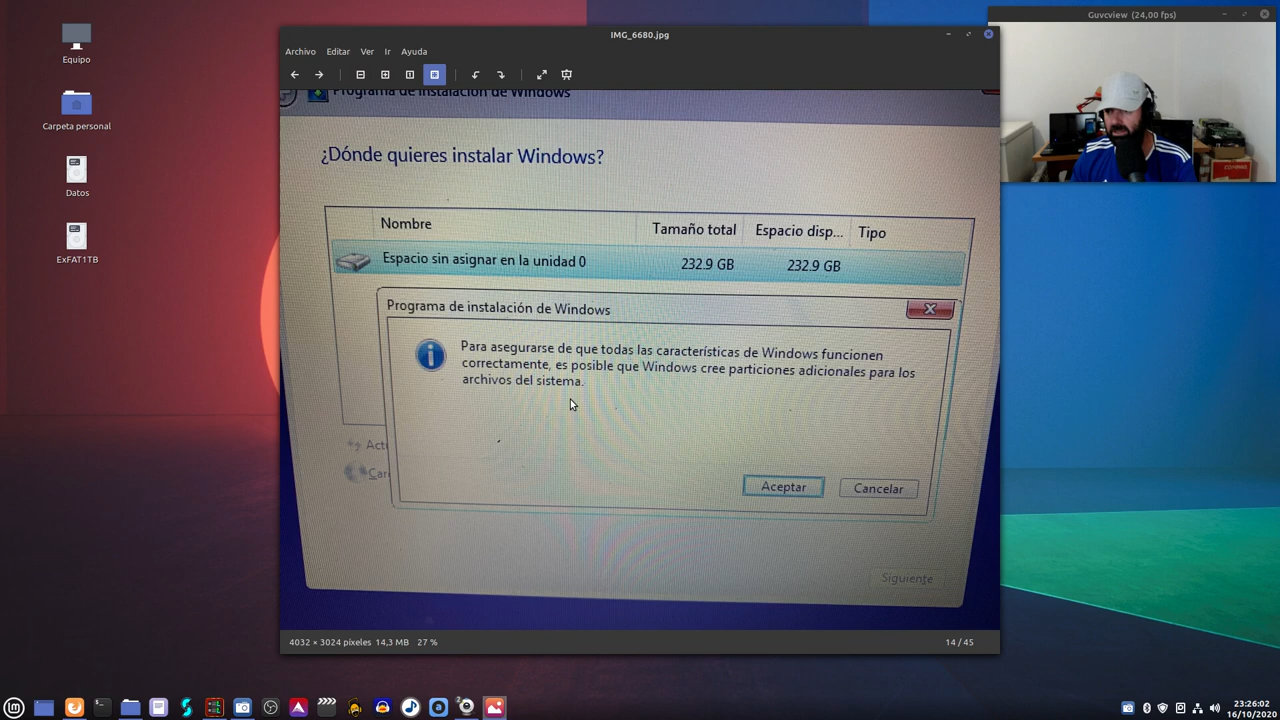 IMG_6680.jpg
Guvcview (24,00 fps)
Archivo Editar Ver Ir Ayuda
Equipo
Carpeta personal
Datos
ExFAT1TB
Programa de instalación de Windows
¿Dónde quieres instalar Windows?
Nombre Tamaño total Espacio disp... Tipo
Espacio sin asignar en la unidad 0 232.9 GB 232.9 GB
Programa de instalación de Windows
Para asegurarse de que todas las características de Windows funcionen
correctamente, es posible que Windows cree particiones adicionales para los
archivos del sistema.
Act
Car
Aceptar Cancelar
Siguiente
4032 × 3024 píxeles 14,3 MB 27 % 14 / 45
23:26:02
16/10/2020